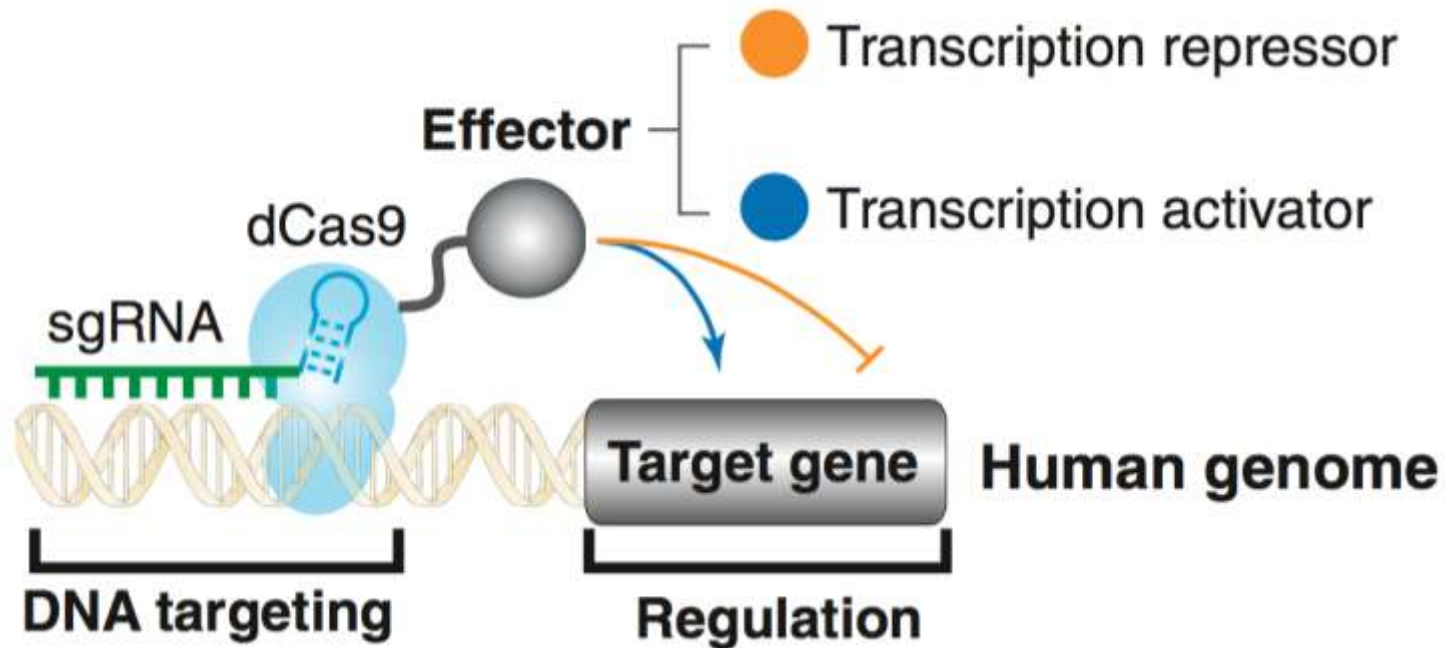 Transcription repressor
Effector
Transcription activator
dCas9
sgRNA
Target gene
Human genome
DNA targeting
Regulation